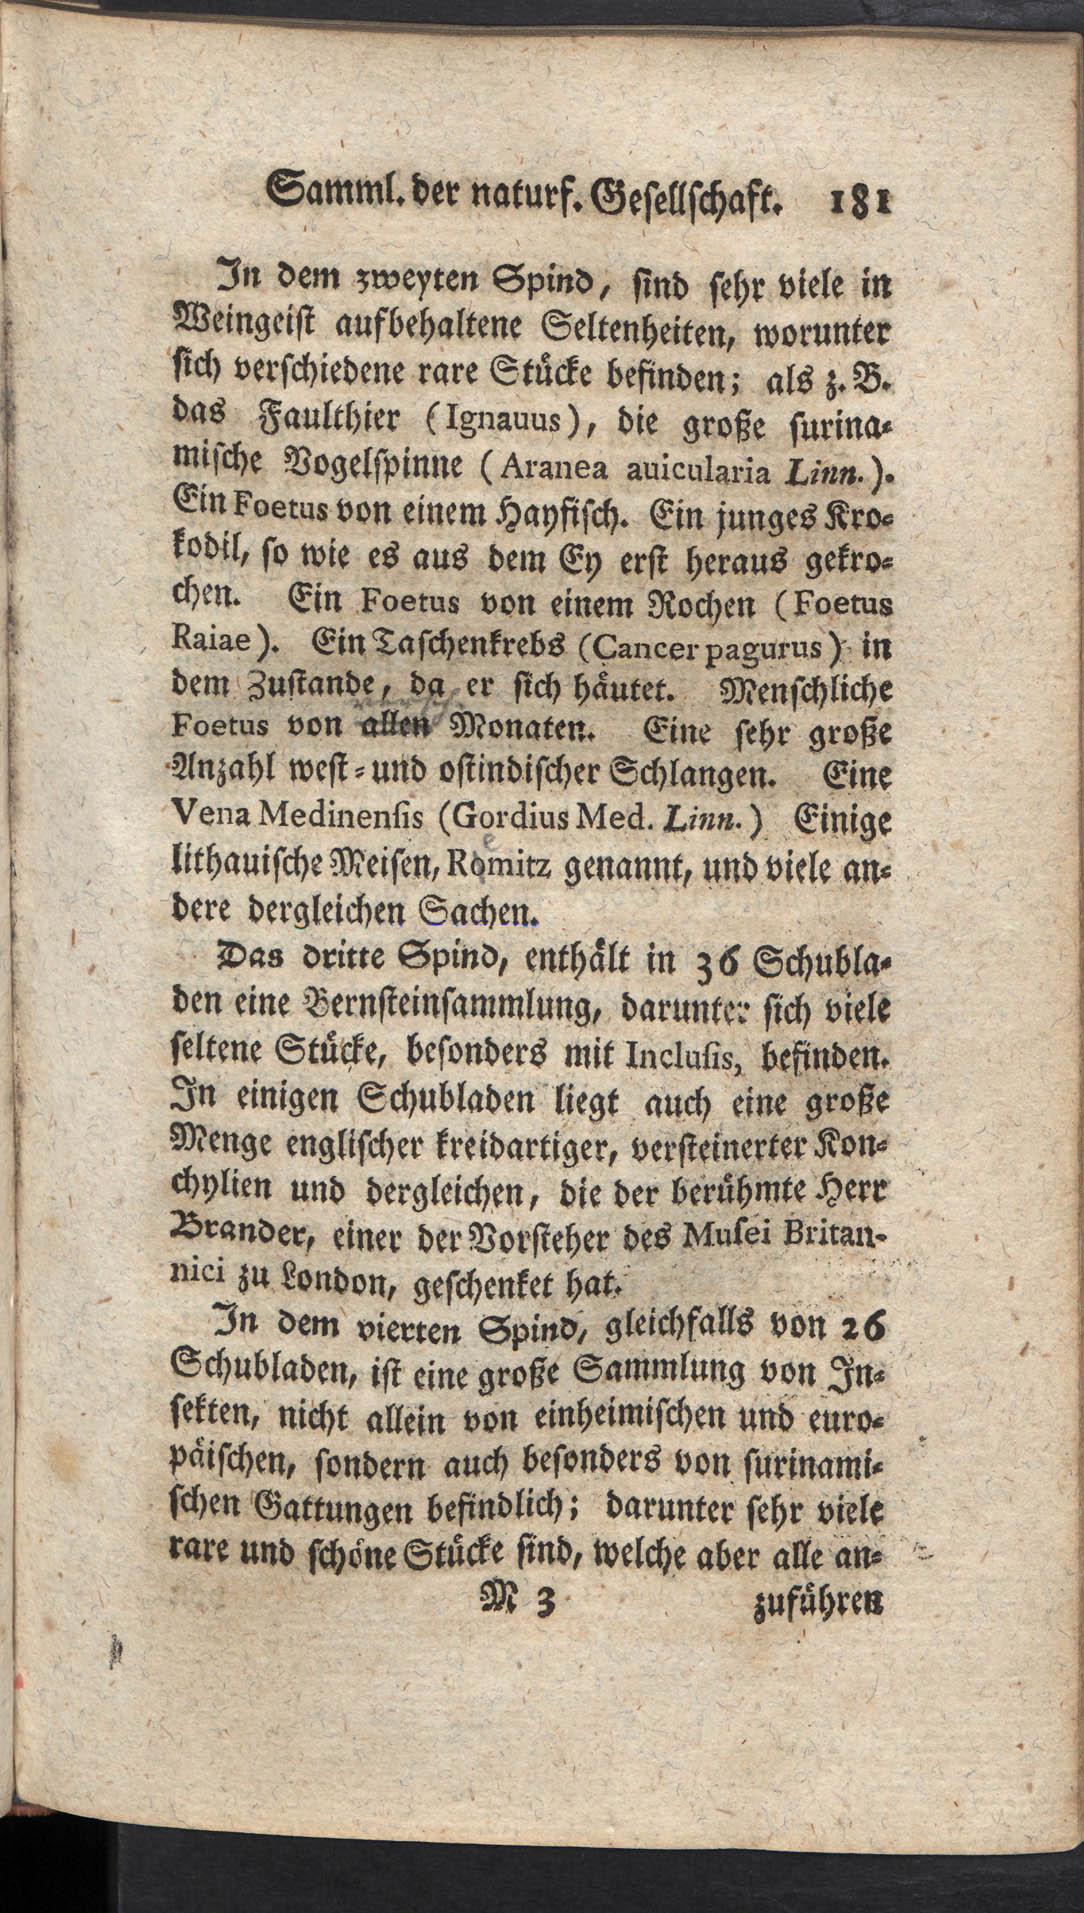 Samml. der naturf. Gesellschaft. 181
In dem zweyten Spind, sind sehr viele in
Weingeist aufbehaltene Seltenheiten, worunter
sich verschiedene rare Stücke befinden; als z. B.
das Faulthier (Ignauus), die große surina-
mische Vogelspinne (Aranea auicularia Linn.).
Ein Foetus von einem Hayfisch. Ein junges Kro-
kodil, so wie es aus dem Ey erst heraus gekro-
chen. Ein Foetus von einem Rochen (Foetus
Raiae). Ein Taschenkrebs (Cancer pagurus) in
dem Zustande, da er sich häutet. Menschliche
Foetus von allen Monaten. Eine sehr große
Anzahl west- und ostindischer Schlangen. Eine
Vena Medinensis (Gordius Med. Linn.) Einige
lithauische Meisen, Romitz genannt, und viele an-
dere dergleichen Sachen.
Das dritte Spind, enthält in 36 Schubla-
den eine Bernsteinsammlung, darunter sich viele
seltene Stücke, besonders mit Inclusis, befinden.
In einigen Schubladen liegt auch eine große
Menge englischer kreidartiger, versteinerter Kon-
chylien und dergleichen, die der berühmte Herr
Brander, einer der Vorsteher des Musei Britan-
nici zu London, geschenket hat.
In dem vierten Spind, gleichfalls von 26
Schubladen, ist eine große Sammlung von In-
sekten, nicht allein von einheimischen und euro-
päischen, sondern auch besonders von surinami-
schen Gattungen befindlich; darunter sehr viele
rare und schöne Stücke sind, welche aber alle an-
M 3 zuführen